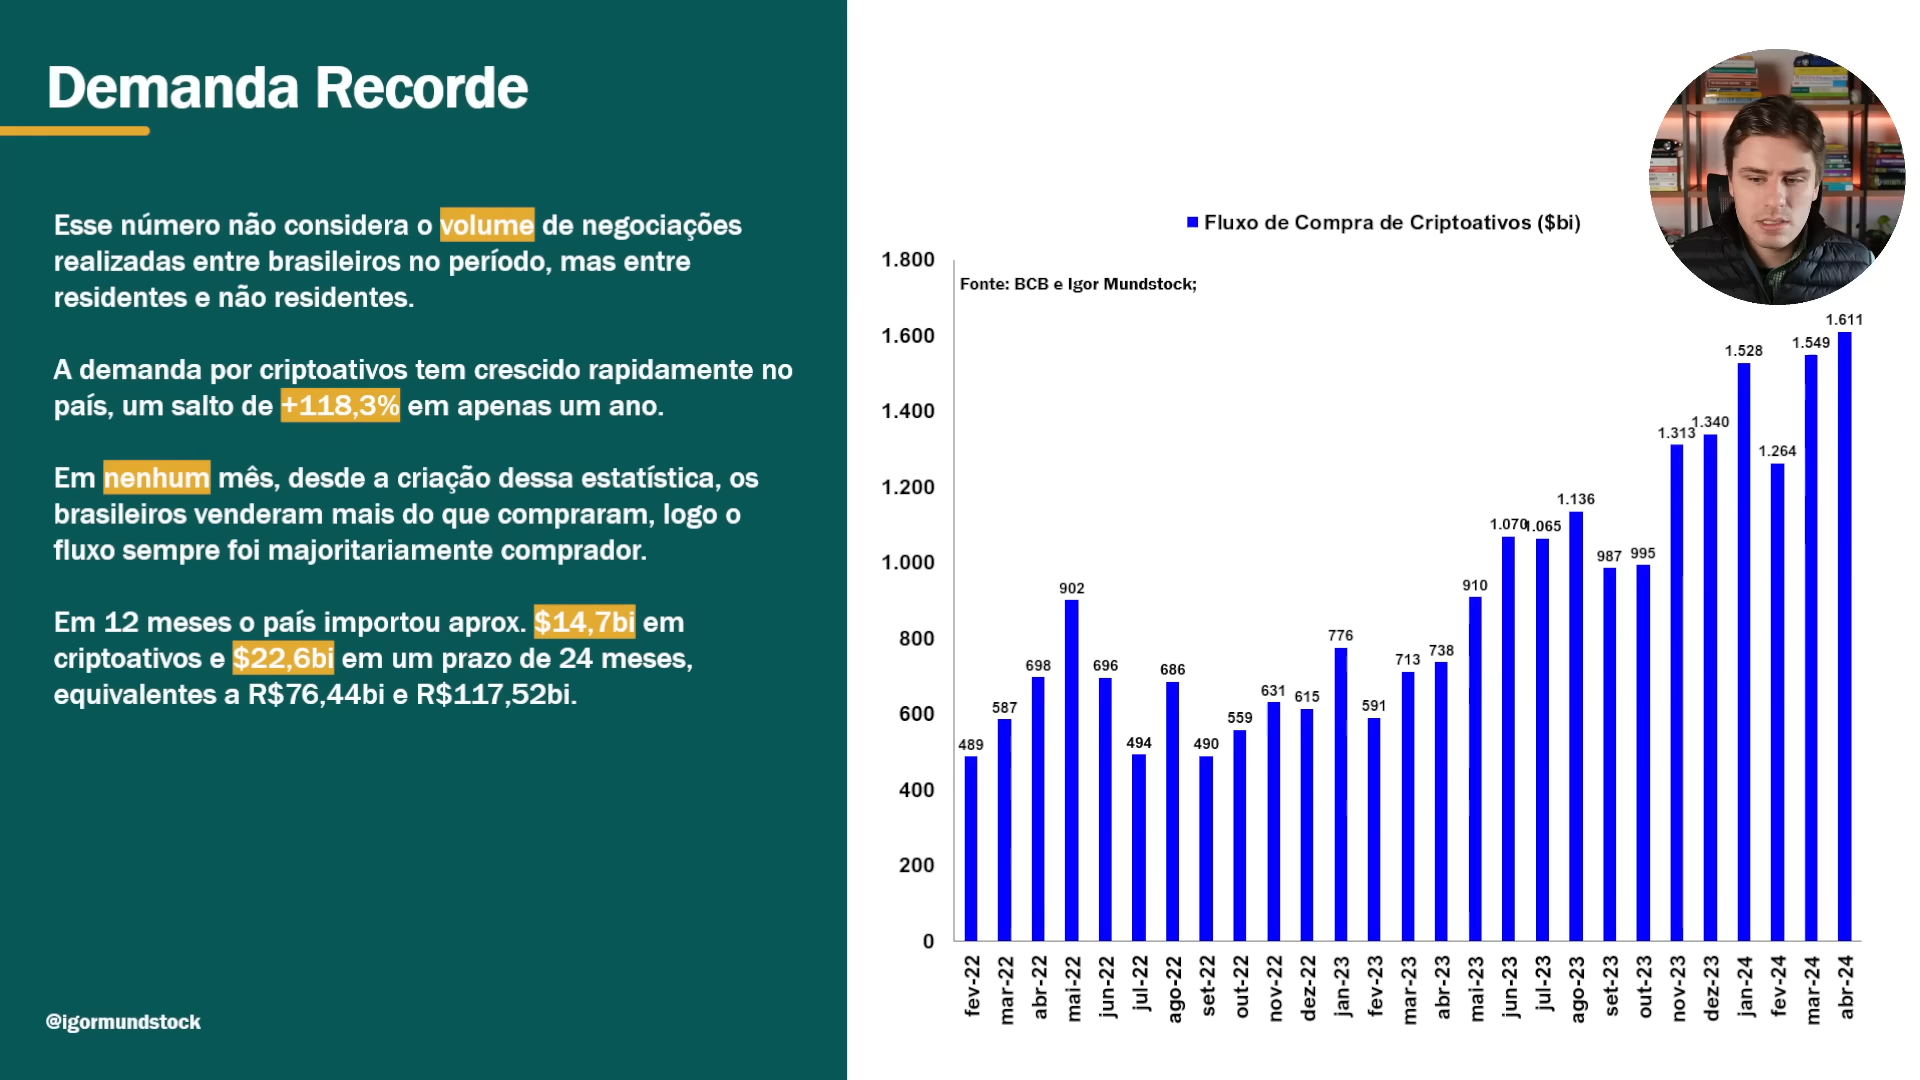 Demanda Recorde
Esse número não considera o volume de negociações
realizadas entre brasileiros no período, mas entre
residentes e não residentes.
A demanda por criptoativos tem crescido rapidamente no
país, um salto de +118,3% em apenas um ano.
Em nenhum mês, desde a criação dessa estatística, os
brasileiros venderam mais do que compraram, logo o
fluxo sempre foi majoritariamente comprador.
Em 12 meses o país importou aprox. $14,7bi em
criptoativos e $22,6bi em um prazo de 24 meses,
equivalentes a R$76,44bi e R$117,52bi.
@igormundstock
Fluxo de Compra de Criptoativos ($bi)
Fonte: BCB e Igor Mundstock;
1.800
1.600
1.400
1.200
1.000
800
600
400
200
0
489
587
698
902
696
494
686
490
559
631
615
776
591
713
738
910
1.070
1.065
1.136
987
995
1.313
1.340
1.528
1.264
1.549
1.611
fev-22
mar-22
abr-22
mai-22
jun-22
jul-22
ago-22
set-22
out-22
nov-22
dez-22
jan-23
fev-23
mar-23
abr-23
mai-23
jun-23
jul-23
ago-23
set-23
out-23
nov-23
dez-23
jan-24
fev-24
mar-24
abr-24